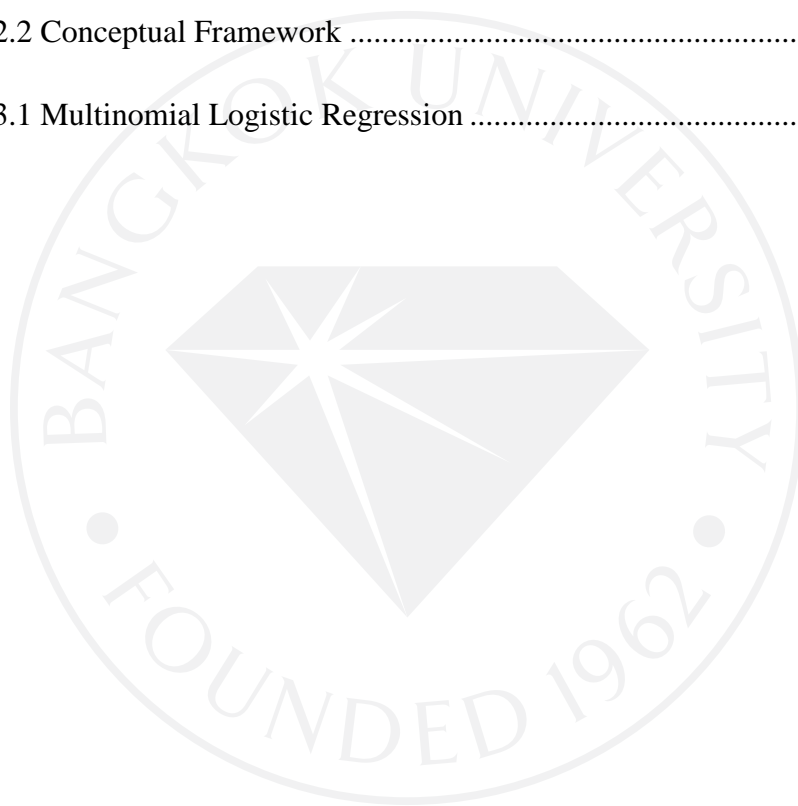 2.2 Conceptual Framework ........................................................
3.1 Multinomial Logistic Regression .........................................
BANGKOK UNIVERSITY
• FOUNDED 1962 •